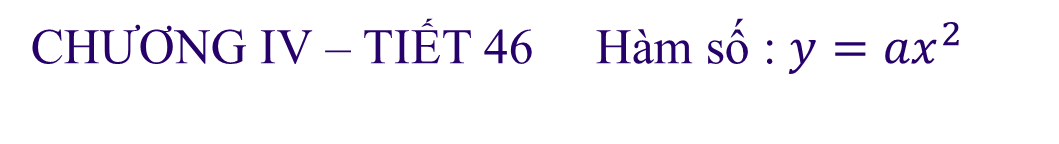 CHƯƠNG IV – TIẾT 46 Hàm số : y = ax²